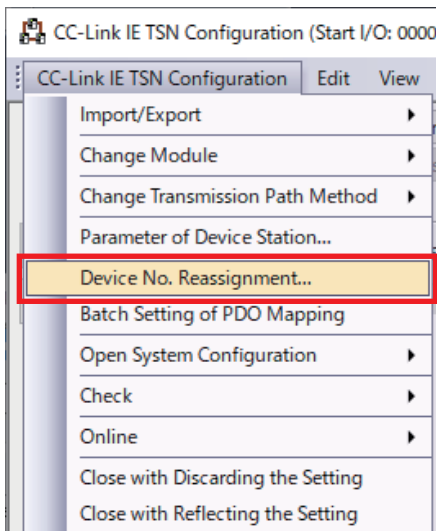 CC-Link IE TSN Configuration (Start I/O: 0000
CC-Link IE TSN Configuration Edit View
Import/Export
Change Module
Change Transmission Path Method
Parameter of Device Station...
Device No. Reassignment...
Batch Setting of PDO Mapping
Open System Configuration
Check
Online
Close with Discarding the Setting
Close with Reflecting the Setting